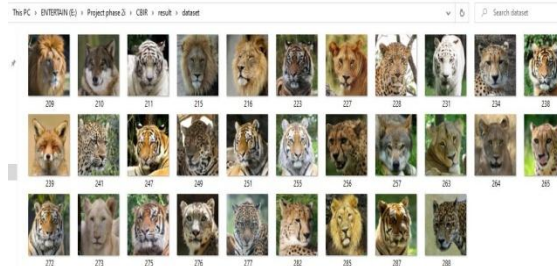 This PC > ENTERTAIN (E:) > Project phase 2 > CBIR > result > dataset
Search dataset
209 210 211 215 216 223 227 228 231 234 238
239 241 247 249 251 255 256 257 263 264 265
272 273 275 276 277 282 285 287 288